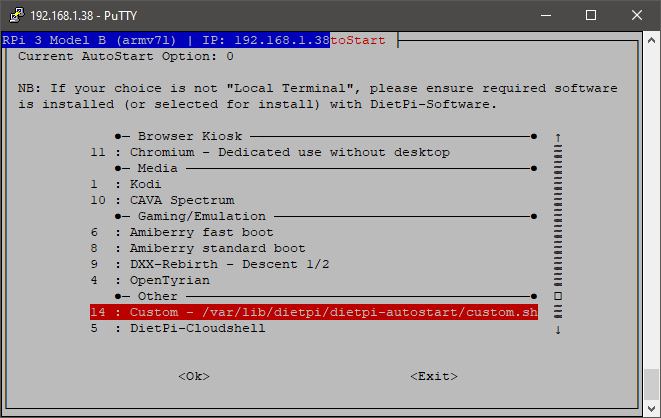 192.168.1.38 - PuTTY
RPi 3 Model B (armv7l) | IP: 192.168.1.38toStart
Current AutoStart Option: 0
NB: If your choice is not "Local Terminal", please ensure required software
is installed (or selected for install) with DietPi-Software.
●─ Browser Kiosk ─●
11 : Chromium - Dedicated use without desktop
●─ Media ─●
1 : Kodi
10 : CAVA Spectrum
●─ Gaming/Emulation ─●
6 : Amiberry fast boot
8 : Amiberry standard boot
9 : DXX-Rebirth - Descent 1/2
4 : OpenTyrian
●─ Other ─●
14 : Custom - /var/lib/dietpi/dietpi-autostart/custom.sh
5 : DietPi-Cloudshell
<Ok> <Exit>